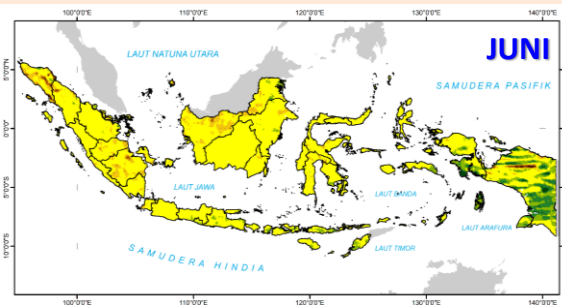 100°0'0"E 110°0'0"E 120°0'0"E 130°0'0"E 140°0'0"E
JUNI
LAUT NATUNA UTARA
SAMUDERA PASIFIK
5°0'0"N
0°0'0"
LAUT JAWA
LAUT BANDA
5°0'0"S
LAUT ARAFURA
SAMUDERA HINDIA
LAUT TIMOR
10°0'0"S
100°0'0"E 110°0'0"E 120°0'0"E 130°0'0"E 140°0'0"E